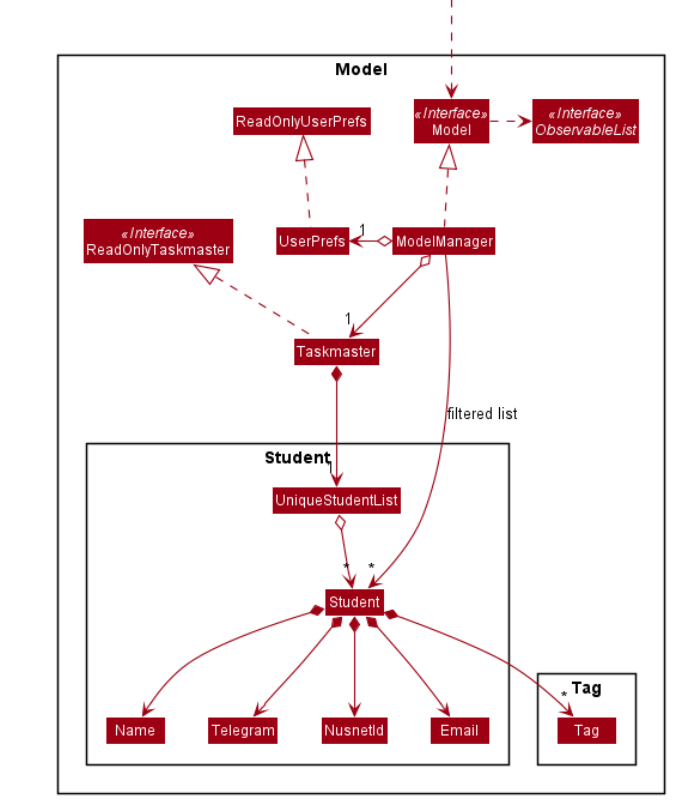 Model
ReadOnlyUserPrefs
«Interface»
Model
«Interface»
ObservableList
«Interface»
ReadOnlyTaskmaster
UserPrefs
1
ModelManager
1
Taskmaster
filtered list
Student
1
UniqueStudentList
*
*
Student
Tag
*
Name
Telegram
NusnetId
Email
Tag